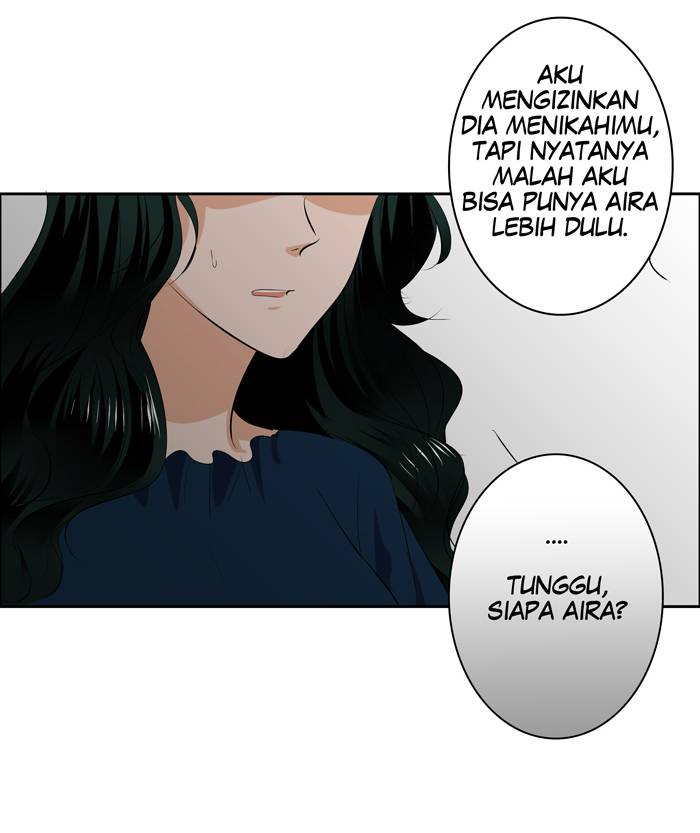 AKU
MENGIZINKAN
DIA MENIKAHIMU,
TAPI NYATANYA
MALAH AKU
BISA PUNYA AIRA
LEBIH DULU.
....
TUNGGU,
SIAPA AIRA?